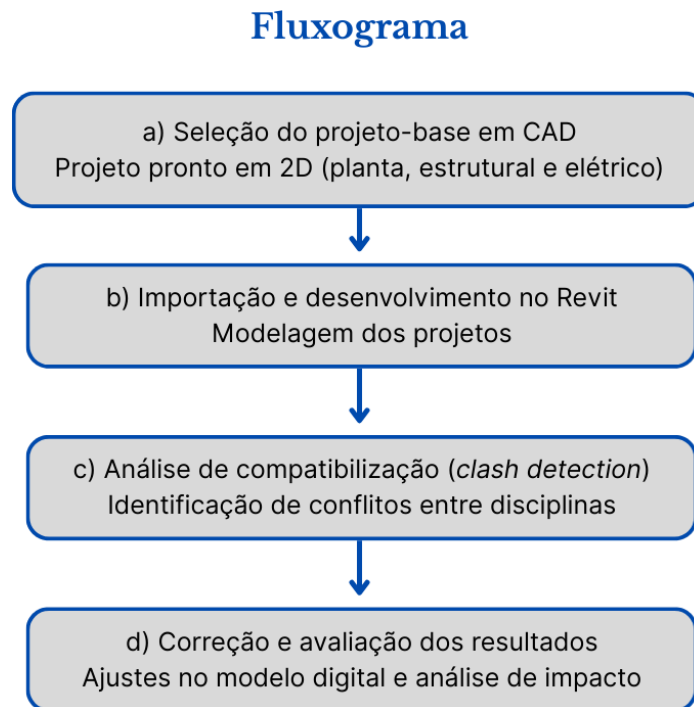 Fluxograma
a) Seleção do projeto-base em CAD
Projeto pronto em 2D (planta, estrutural e elétrico)
b) Importação e desenvolvimento no Revit
Modelagem dos projetos
c) Análise de compatibilização (clash detection)
Identificação de conflitos entre disciplinas
d) Correção e avaliação dos resultados
Ajustes no modelo digital e análise de impacto